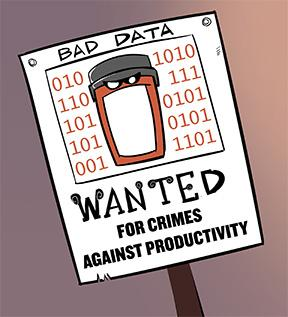 BAD DATA
010 1010
110 111
101 0101
101 0101
001 1101
WANTED
FOR CRIMES
AGAINST PRODUCTIVITY